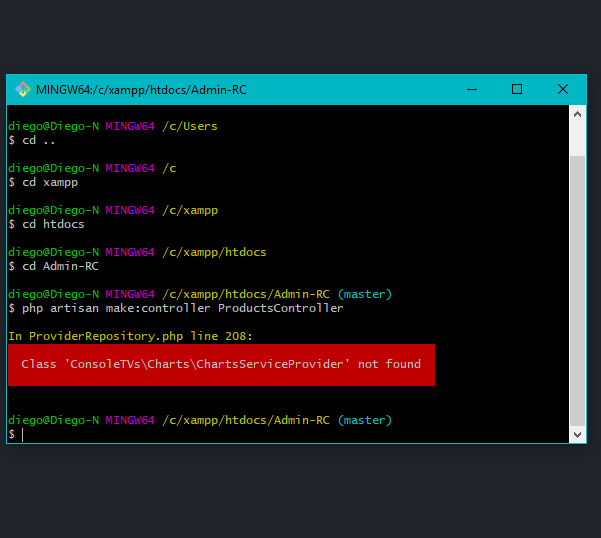 MINGW64:/c/xampp/htdocs/Admin-RC
diego@Diego-N MINGW64 /c/Users
$ cd ..
diego@Diego-N MINGW64 /c
$ cd xampp
diego@Diego-N MINGW64 /c/xampp
$ cd htdocs
diego@Diego-N MINGW64 /c/xampp/htdocs
$ cd Admin-RC
diego@Diego-N MINGW64 /c/xampp/htdocs/Admin-RC (master)
$ php artisan make:controller ProductsController
In ProviderRepository.php line 208:
Class 'ConsoleTVs\Charts\ChartsServiceProvider' not found
diego@Diego-N MINGW64 /c/xampp/htdocs/Admin-RC (master)
$